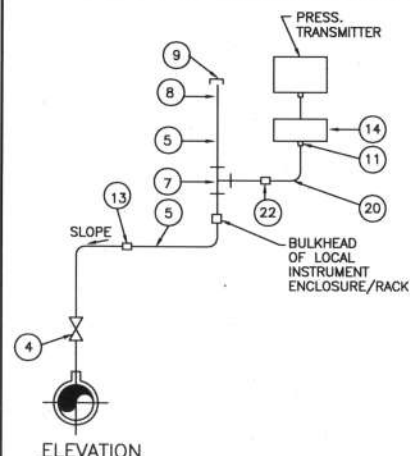 PRESS.
TRANSMITTER
9
8
14
5
11
7
20
13
22
5
SLOPE
BULKHEAD
OF LOCAL
INSTRUMENT
ENCLOSURE/RACK
4
ELEVATION